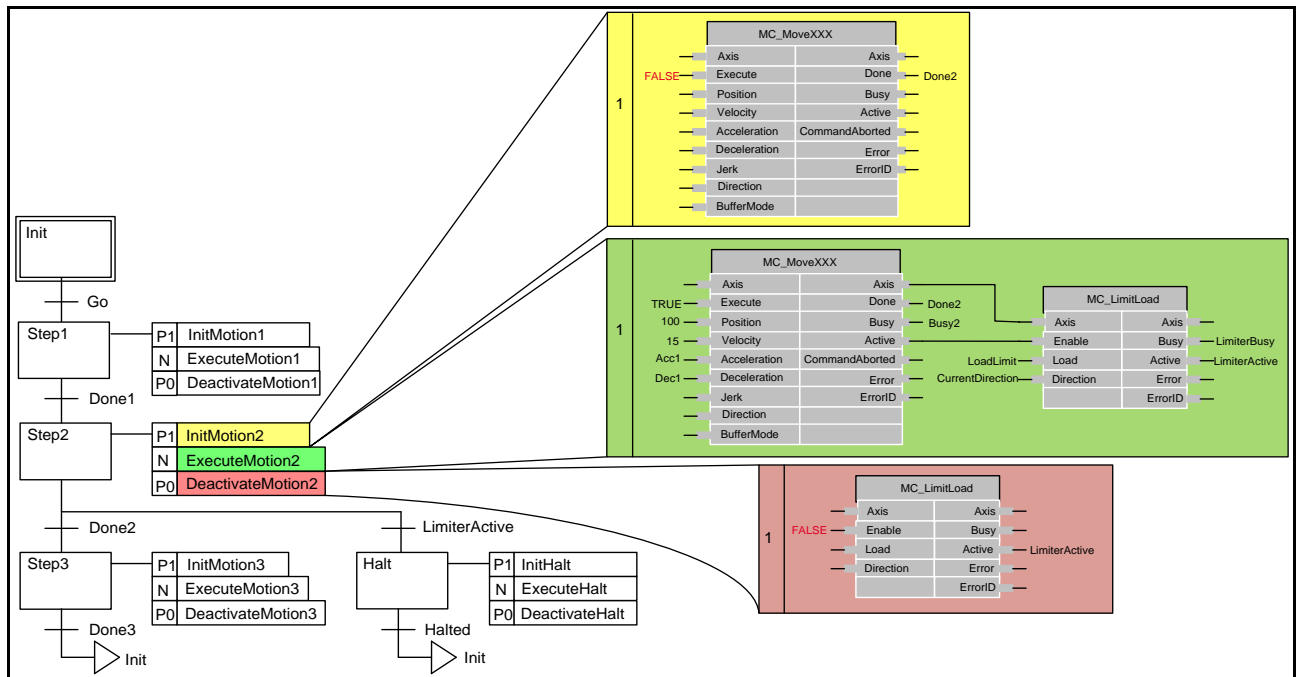 Init
Go
Step1
P1 InitMotion1
N ExecuteMotion1
P0 DeactivateMotion1
Done1
Step2
P1 InitMotion2
N ExecuteMotion2
P0 DeactivateMotion2
Done2
LimiterActive
Step3
P1 InitMotion3
N ExecuteMotion3
P0 DeactivateMotion3
Done3
Init
Halt
P1 InitHalt
N ExecuteHalt
P0 DeactivateHalt
Halted
Init
1
MC_MoveXXX
Axis Axis
FALSE Execute Done Done2
Position Busy
Velocity Active
Acceleration CommandAborted
Deceleration Error
Jerk ErrorID
Direction
BufferMode
1
MC_MoveXXX
Axis Axis
TRUE Execute Done Done2
100 Position Busy Busy2
15 Velocity Active
Acc1 Acceleration CommandAborted
Dec1 Deceleration Error
Jerk ErrorID
Direction
BufferMode
MC_LimitLoad
Axis Axis
Enable Busy LimiterBusy
LoadLimit Load Active LimiterActive
CurrentDirection Direction Error
ErrorID
1
MC_LimitLoad
Axis Axis
FALSE Enable Busy
Load Active LimiterActive
Direction Error
ErrorID